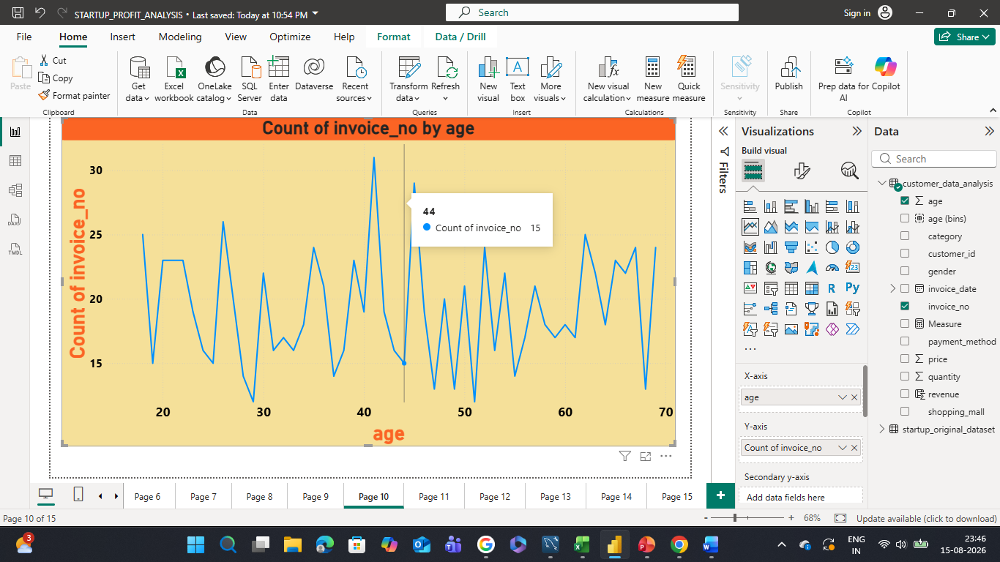 STARTUP_PROFIT_ANALYSIS • Last saved: Today at 10:54 PM
Search
Sign in
File
Home
Insert
Modeling
View
Optimize
Help
Format
Data / Drill
Share
Paste
Cut
Copy
Format painter
Clipboard
Get data
Excel workbook
OneLake catalog
SQL Server
Enter data
Dataverse
Recent sources
Data
Transform data
Refresh
Queries
New visual
Text box
More visuals
Insert
New visual calculation
New measure
Quick measure
Calculations
Sensitivity
Sensitivity
Publish
Share
Prep data for AI
Copilot
Copilot
DAX
TMDL
Count of invoice_no by age
Count of invoice_no
30
25
20
15
44
Count of invoice_no 15
20 30 40 50 60 70
age
Filters
Visualizations
Build visual
123
R
Py
X-axis
age
Y-axis
Count of invoice_no
Secondary y-axis
Add data fields here
Data
Search
customer_data_analysis
age
age (bins)
category
customer_id
gender
invoice_date
invoice_no
Measure
payment_method
price
quantity
revenue
shopping_mall
startup_original_dataset
Page 6
Page 7
Page 8
Page 9
Page 10
Page 11
Page 12
Page 13
Page 14
Page 15
Page 10 of 15
68%
Update available (click to download)
3
ENG
IN
23:46
15-08-2026